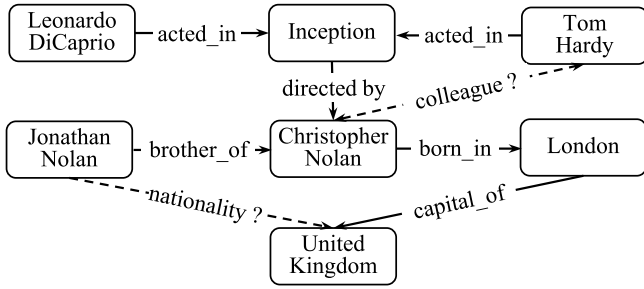 Leonardo
DiCaprio
acted_in
Inception
acted_in
Tom
Hardy
directed by
colleague ?
Jonathan
Nolan
brother_of
Christopher
Nolan
born_in
London
nationality ?
capital_of
United
Kingdom